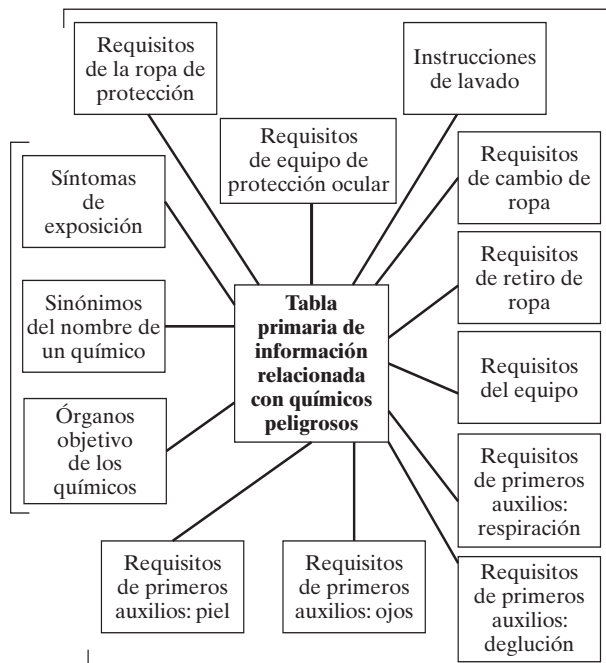 Requisitos
de la ropa de
protección
Instrucciones
de lavado
Requisitos
de equipo de
protección ocular
Requisitos
de cambio de
ropa
Síntomas
de
exposición
Requisitos
de retiro de
ropa
Sinónimos
del nombre de
un químico
Tabla
primaria de
información
relacionada
con químicos
peligrosos
Requisitos
del equipo
Órganos
objetivo
de los
químicos
Requisitos
de primeros
auxilios:
respiración
Requisitos
de primeros
auxilios: piel
Requisitos
de primeros
auxilios: ojos
Requisitos
de primeros
auxilios:
deglución